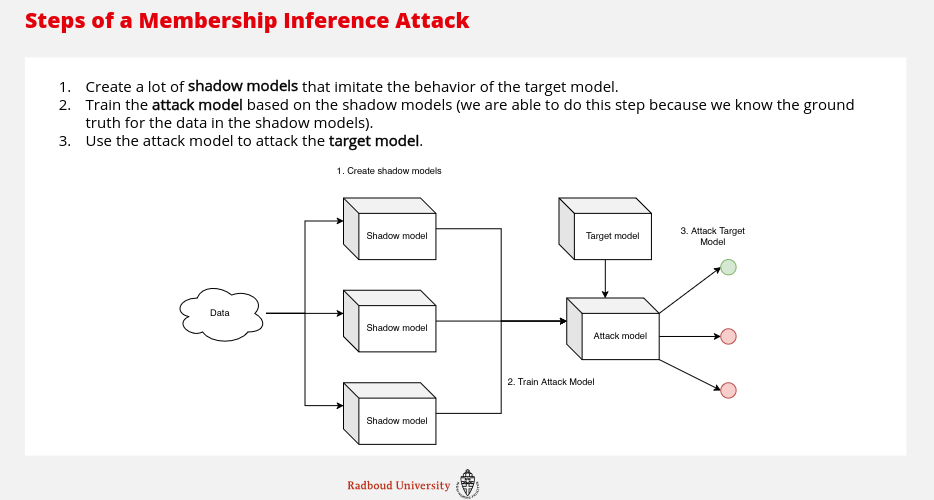 Steps of a Membership Inference Attack
1. Create a lot of shadow models that imitate the behavior of the target model.
2. Train the attack model based on the shadow models (we are able to do this step because we know the ground
truth for the data in the shadow models).
3. Use the attack model to attack the target model.
1. Create shadow models
Shadow model
Target model
3. Attack Target
Model
Data
Shadow model
Attack model
2. Train Attack Model
Shadow model
Radboud University